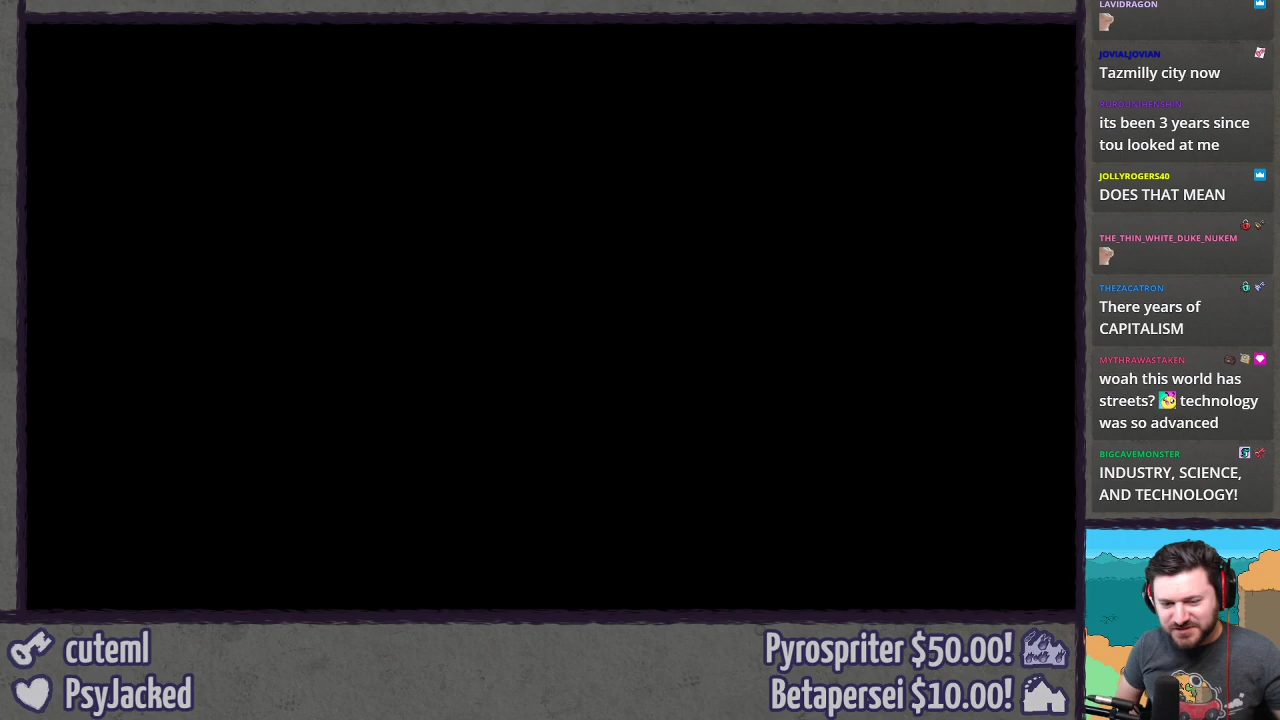 LAVIDRAGON
JOVIALJOVIAN
Tazmilly city now
its been 3 years since
tou looked at me
JOLLYROGERS40
DOES THAT MEAN
THE_THIN_WHITE_DUKE_NUKEM
THEZACATRON
There years of
CAPITALISM
MYTHRAWASTAKEN
woah this world has
streets? technology
was so advanced
BIGCAVEMONSTER
INDUSTRY, SCIENCE,
AND TECHNOLOGY!
cuteml
PsyJacked
Pyrospriter $50.00!
Betapersei $10.00!